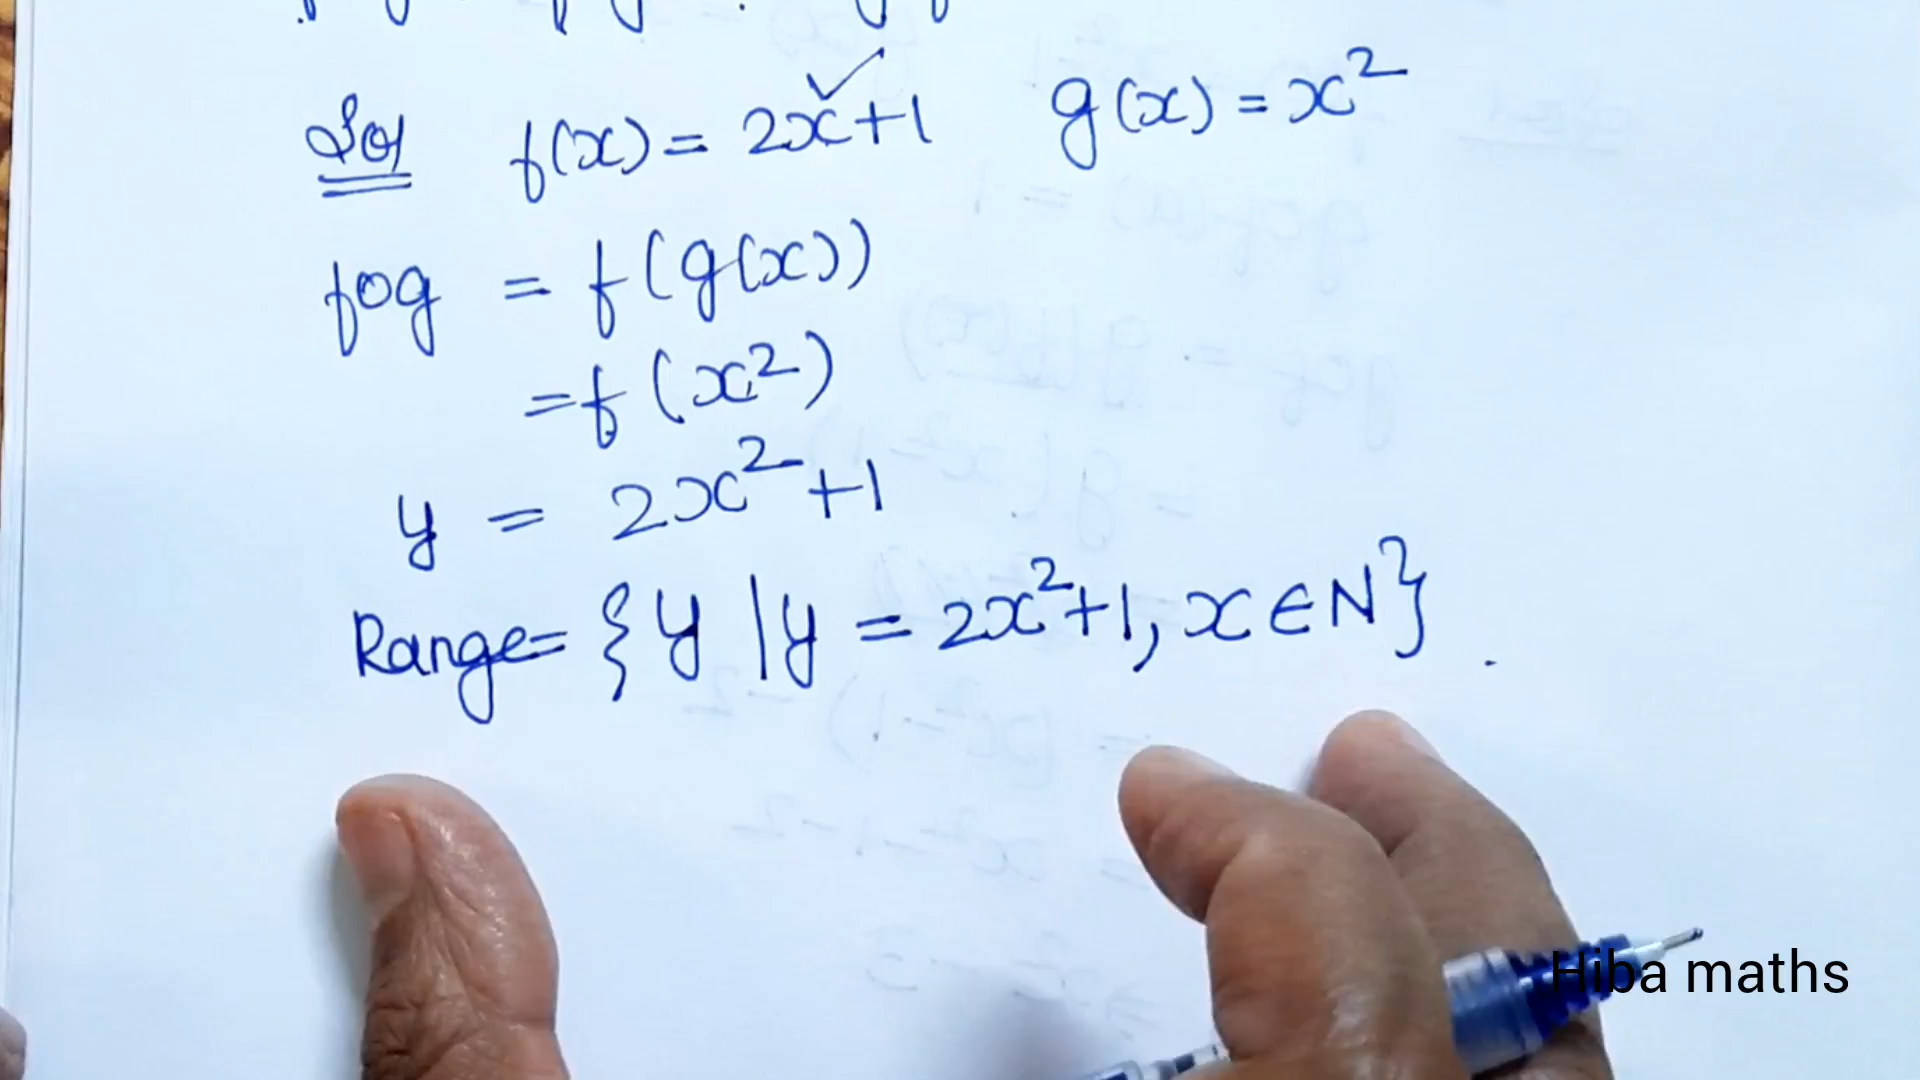 Sol f(x) = 2x+1 g(x) = x²
fog = f(g(x))
=f(x²)
y = 2x²+1
Range= {y | y = 2x²+1, x ∈ N}.
Hiba maths